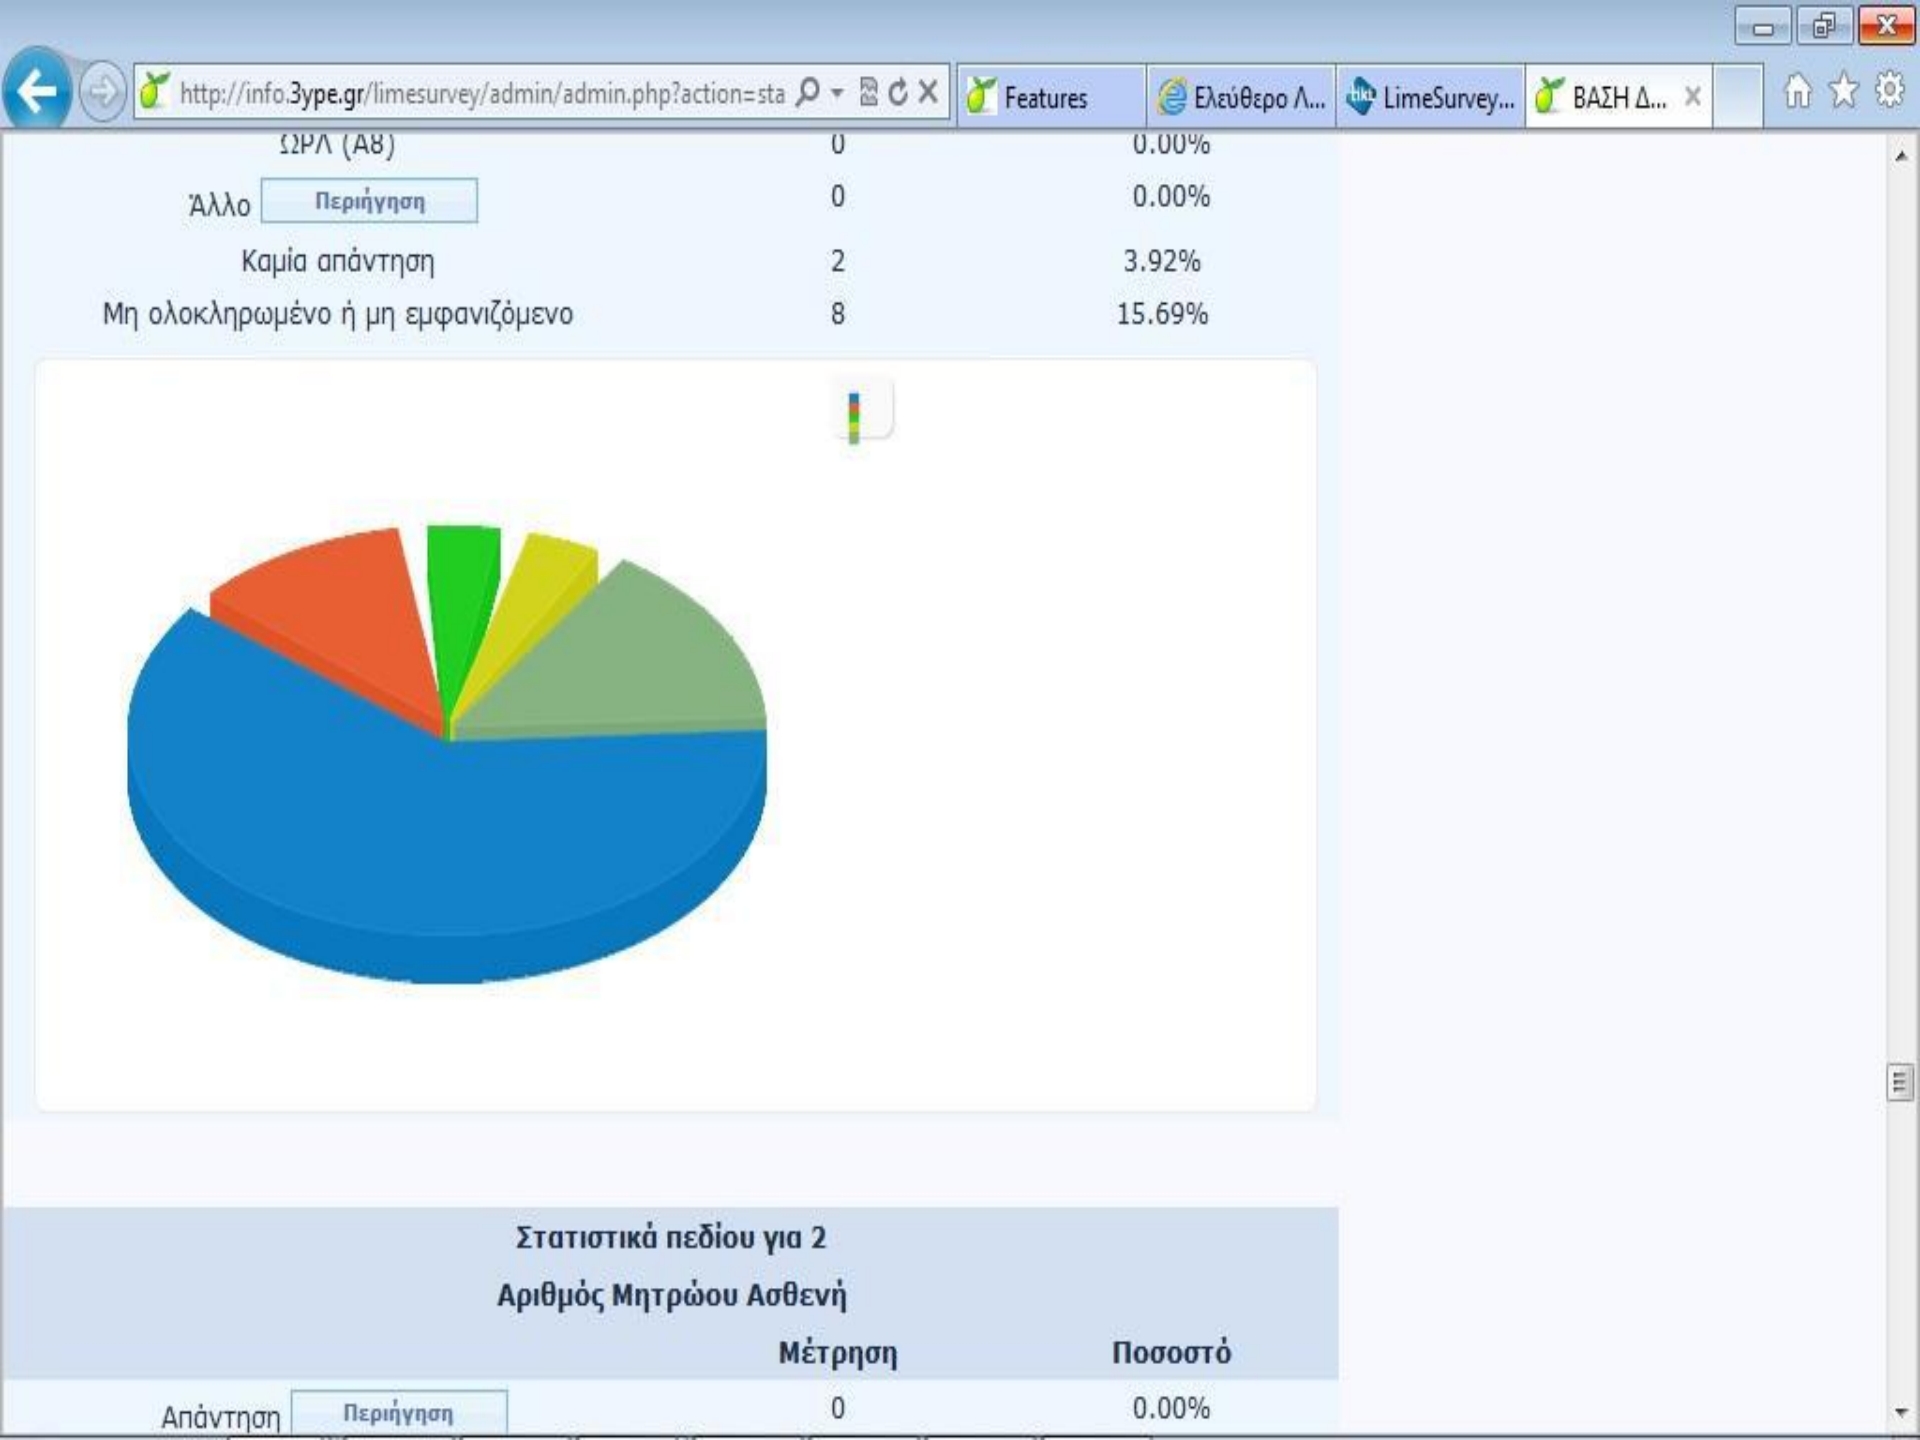 http://info.3ype.gr/limesurvey/admin/admin.php?action=sta
Features
Ελεύθερο Λ...
LimeSurvey...
ΒΑΣΗ Δ...
ΩΡΛ (A8) 0 0.00%
Άλλο Περιήγηση 0 0.00%
Καμία απάντηση 2 3.92%
Μη ολοκληρωμένο ή μη εμφανιζόμενο 8 15.69%
Στατιστικά πεδίου για 2
Αριθμός Μητρώου Ασθενή
Μέτρηση Ποσοστό
Απάντηση Περιήγηση 0 0.00%